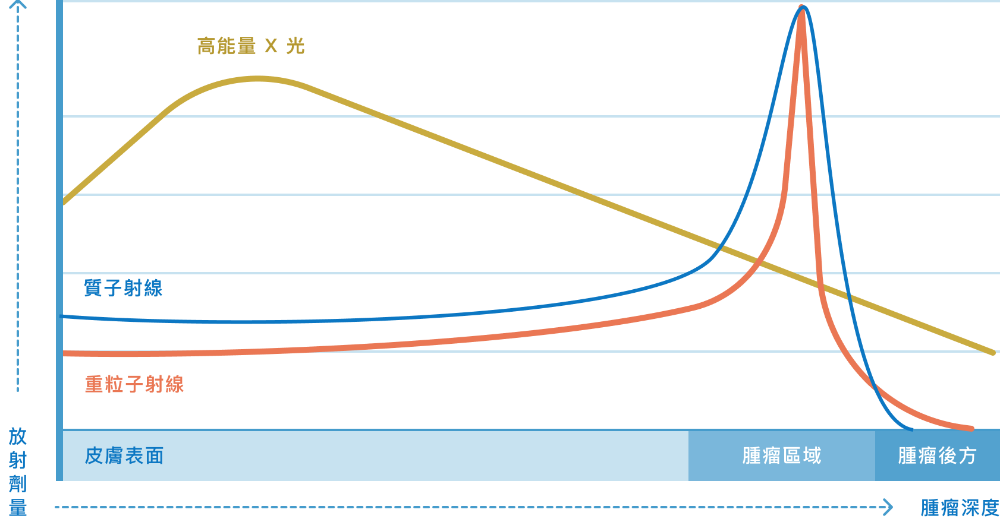 高能量 X 光
質子射線
重粒子射線
放射劑量
皮膚表面
腫瘤區域
腫瘤後方
腫瘤深度